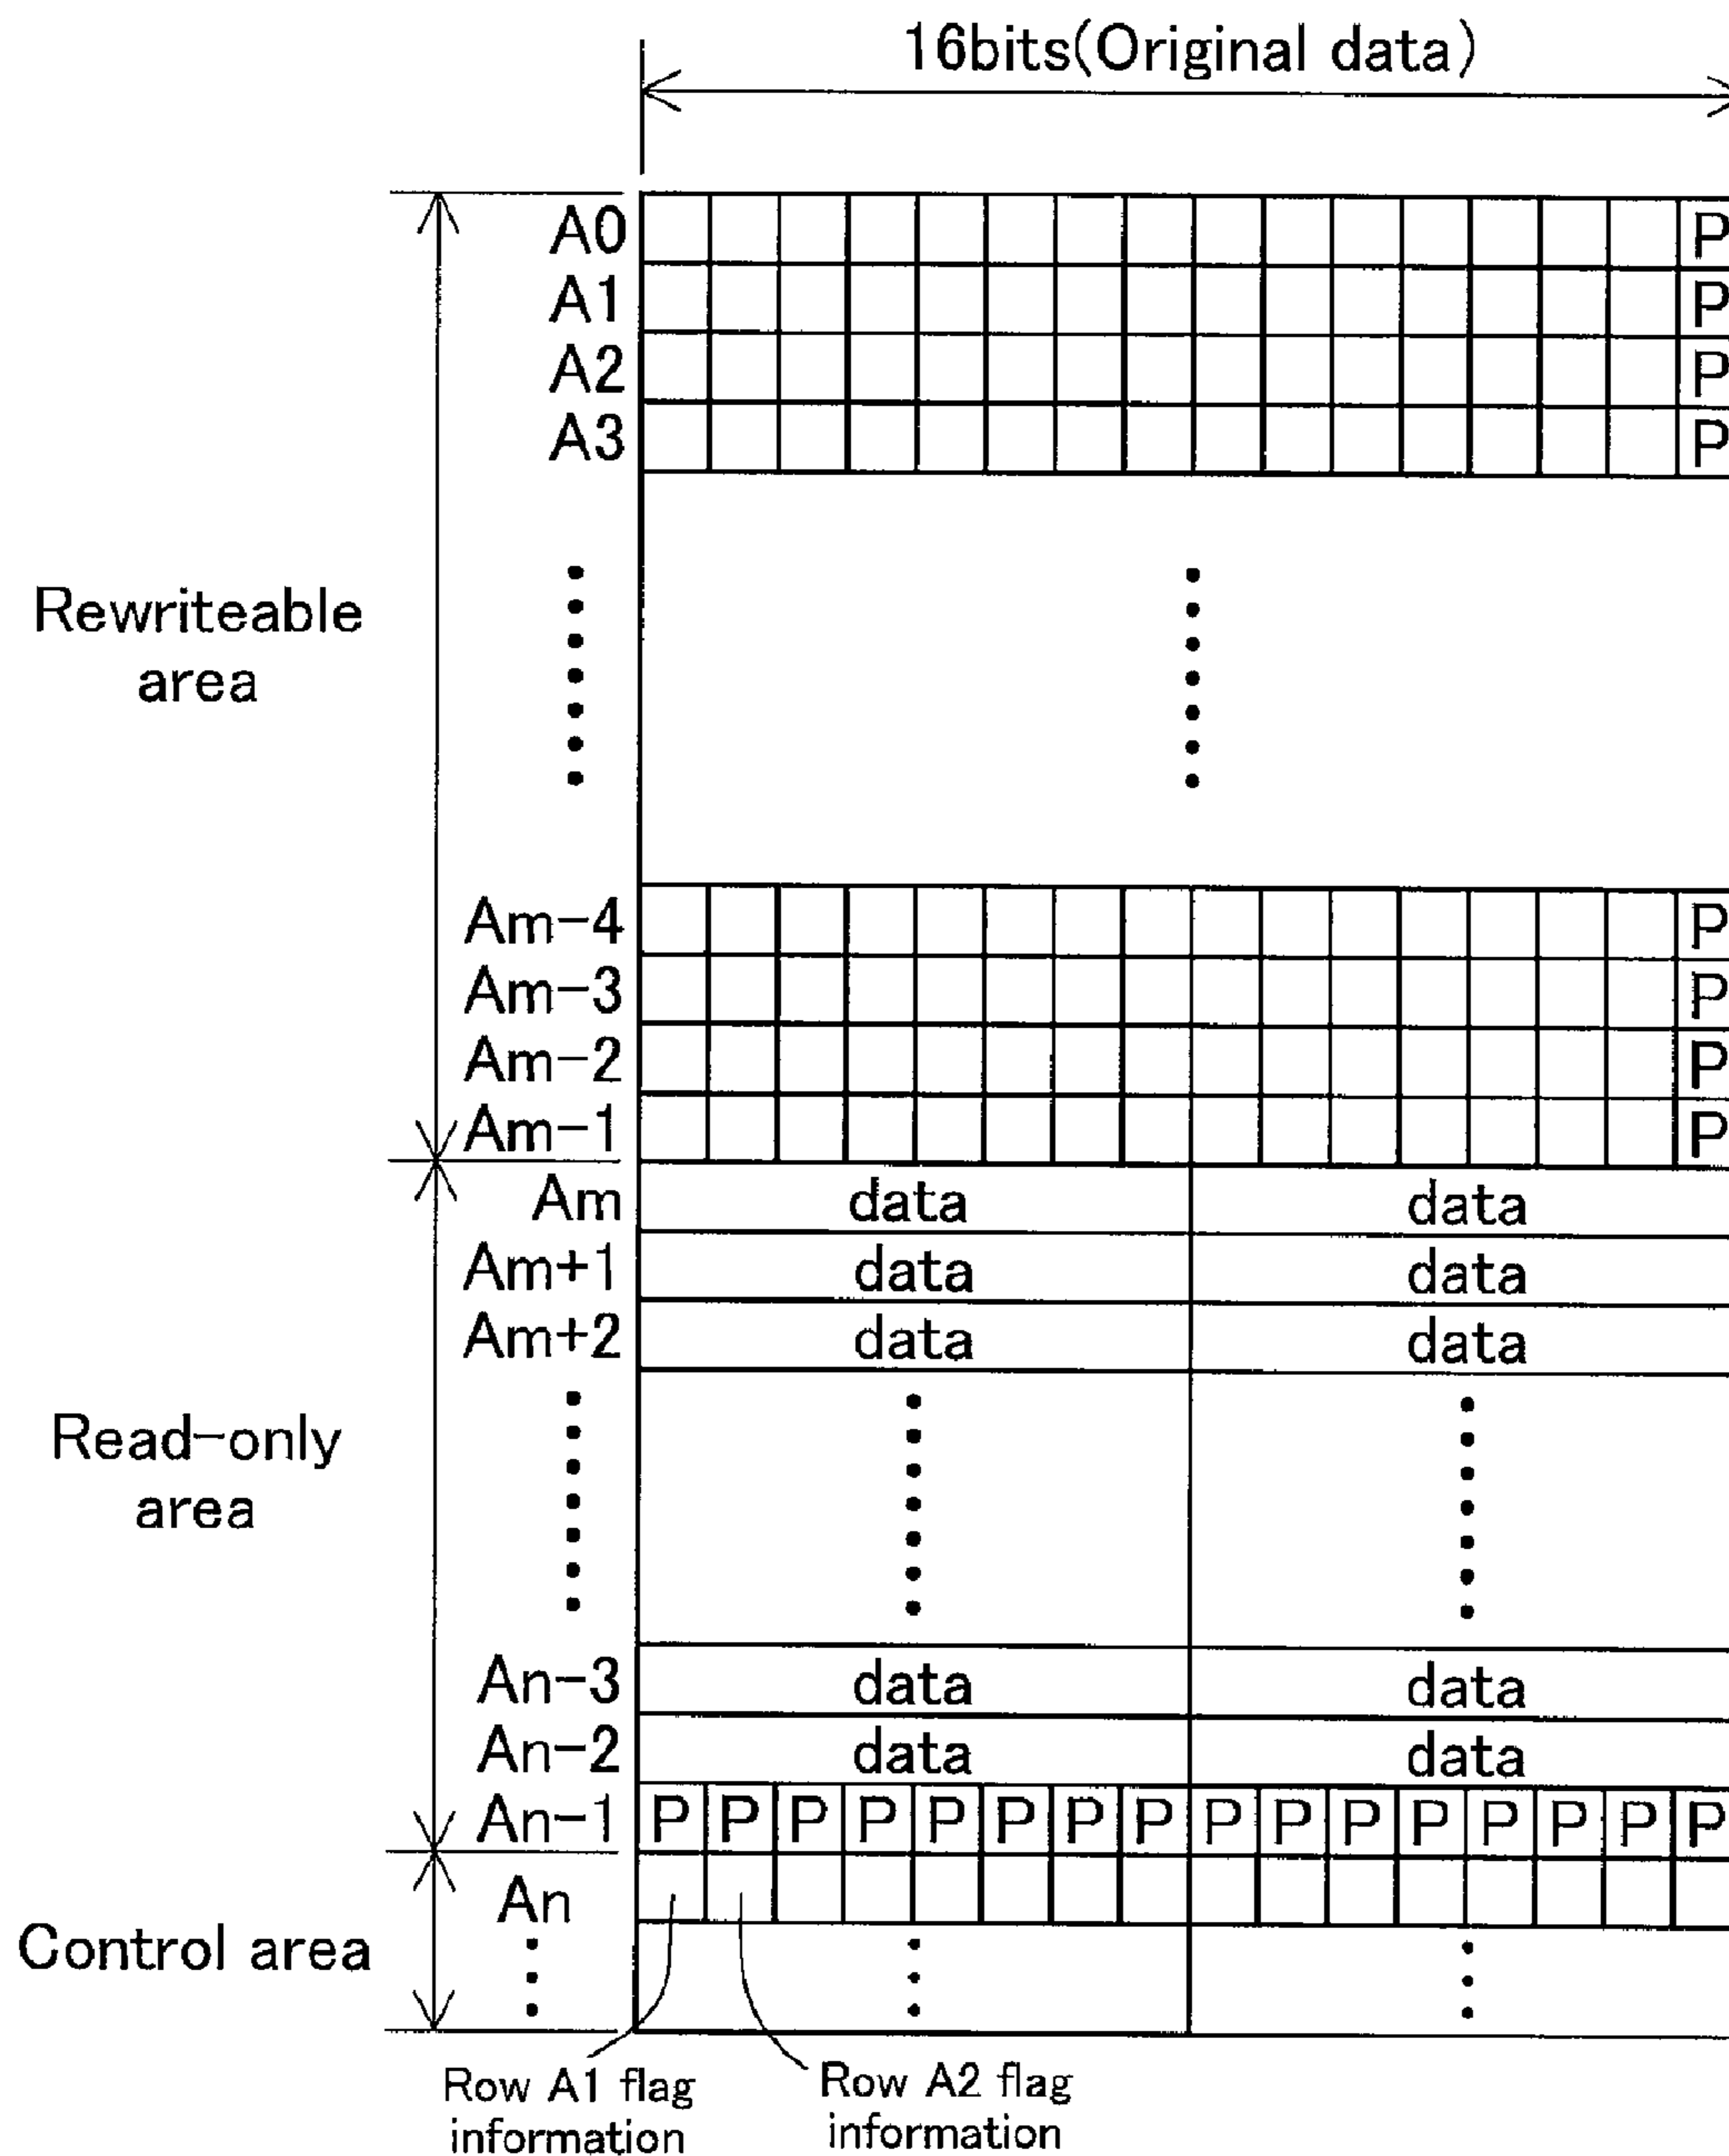 16bits(Original data)
A0 P
A1 P
A2 P
A3 P
Rewriteable
area
Am-4 P
Am-3 P
Am-2 P
Am-1 P
Am data data
Am+1 data data
Am+2 data data
Read-only
area
An-3 data data
An-2 data data
An-1 P P P P P P P P P P P P P P P P
An
Control area
Row A1 flag
information
Row A2 flag
information